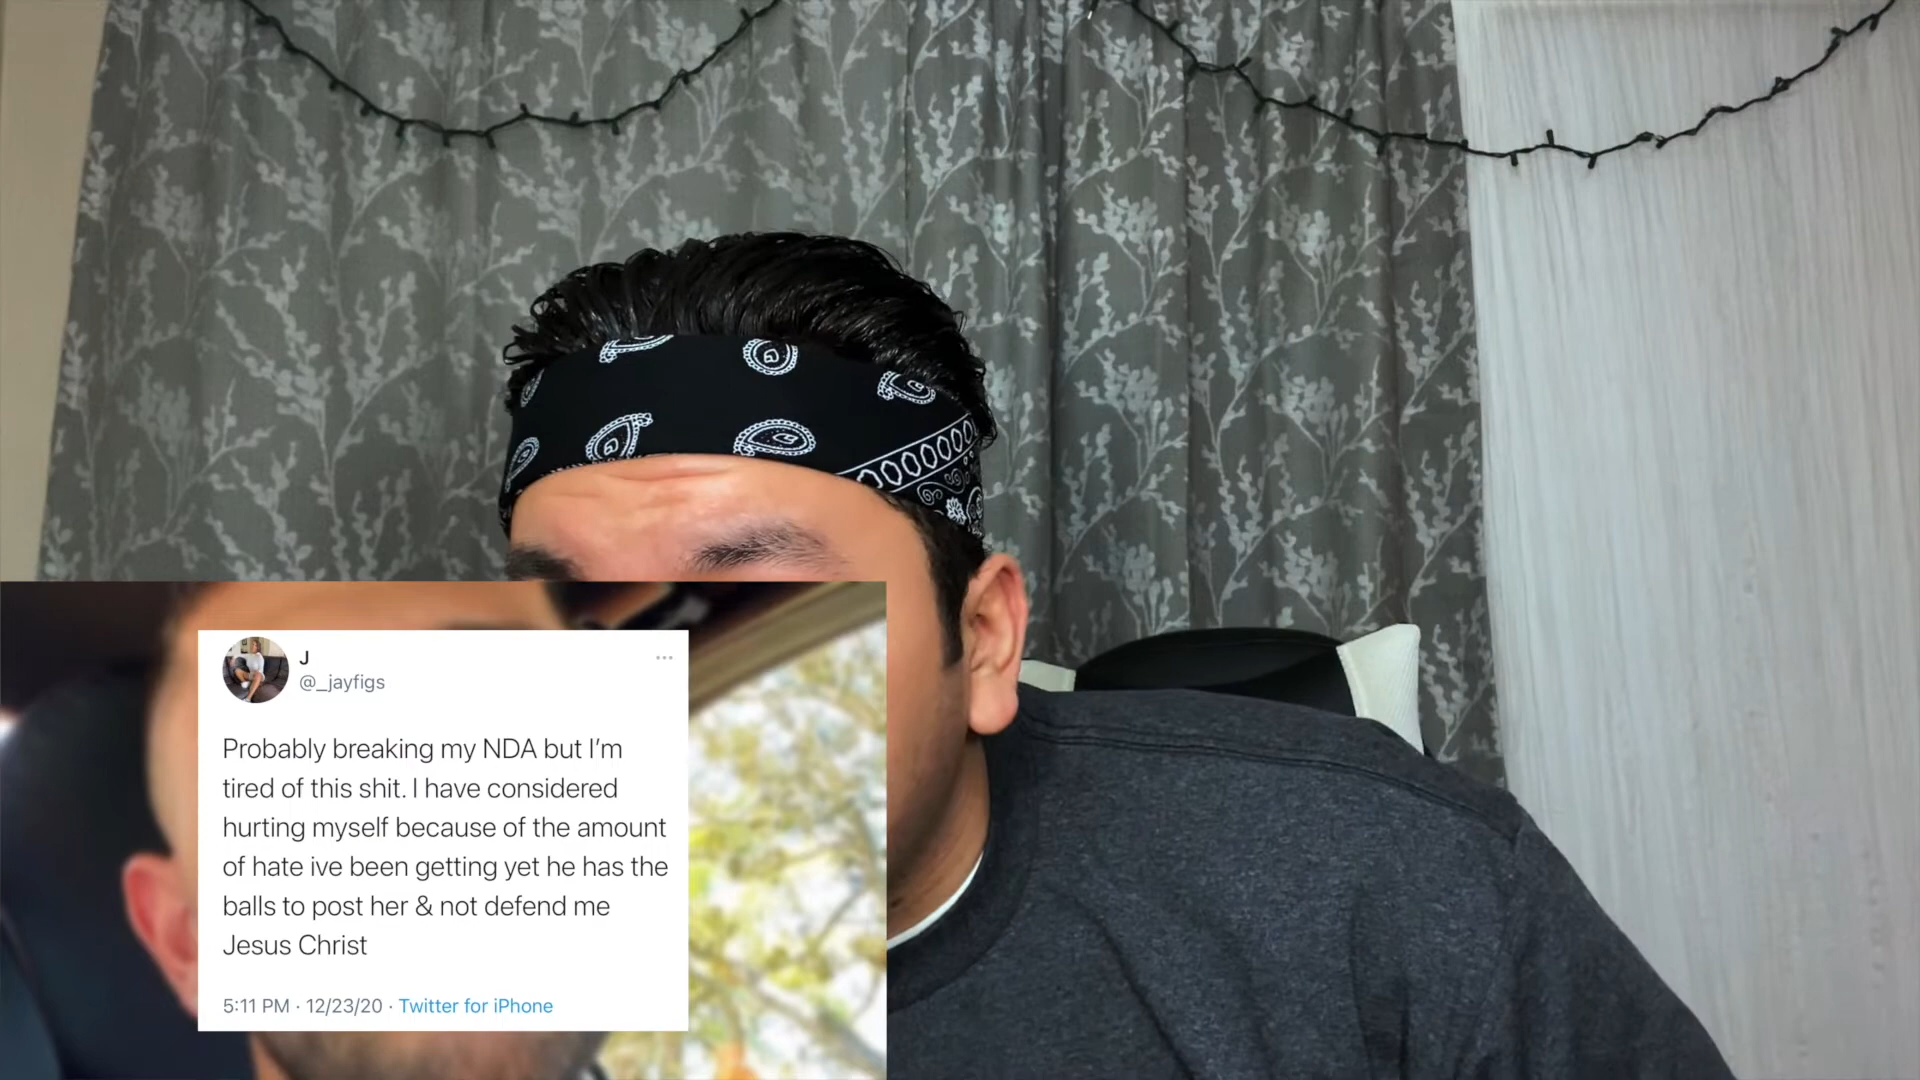 J
@_jayfigs
Probably breaking my NDA but I’m
tired of this shit. I have considered
hurting myself because of the amount
of hate ive been getting yet he has the
balls to post her & not defend me
Jesus Christ
5:11 PM · 12/23/20 · Twitter for iPhone